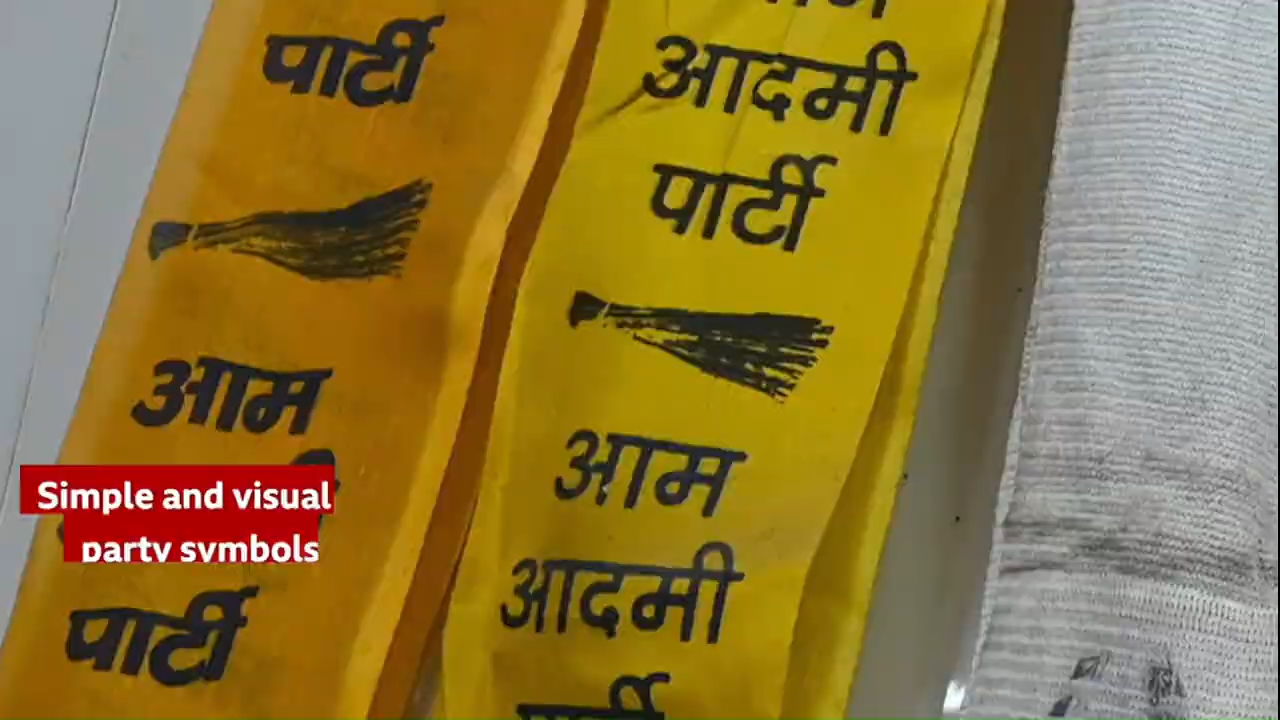 पार्टी
आम
पार्टी
आदमी
पार्टी
आम
आदमी
पार्टी
Simple and visual
party symbols